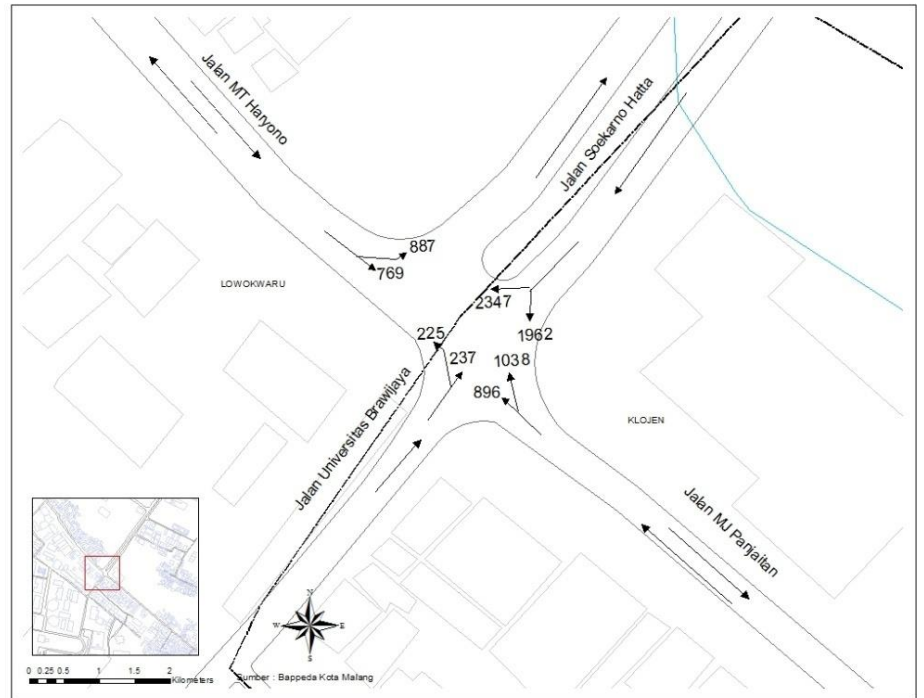 Jalan MT Haryono
Jalan Soekarno Hatta
887
769
LOWOKWARU
2347
1962
225
237
1038
896
KLOJEN
Jalan Universitas Brawijaya
Jalan MJ Panjaitan
N
W
E
S
0 0.25 0.5 1 1.5 2
Kilometers
Sumber : Bappeda Kota Malang